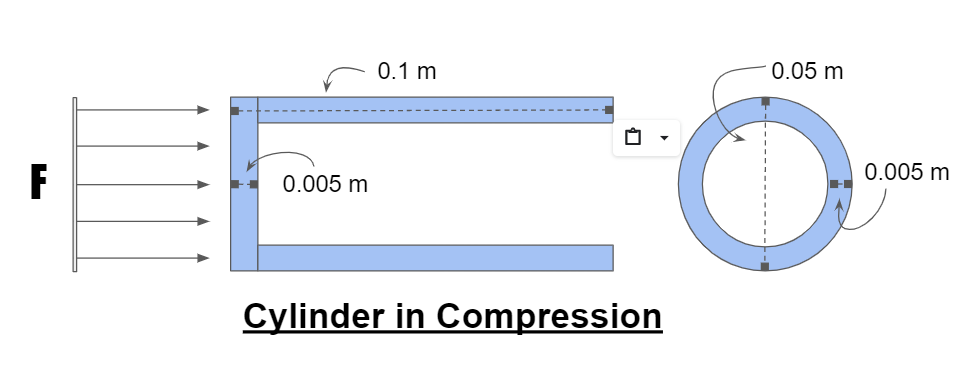 0.1 m
0.05 m
F
0.005 m
0.005 m
Cylinder in Compression